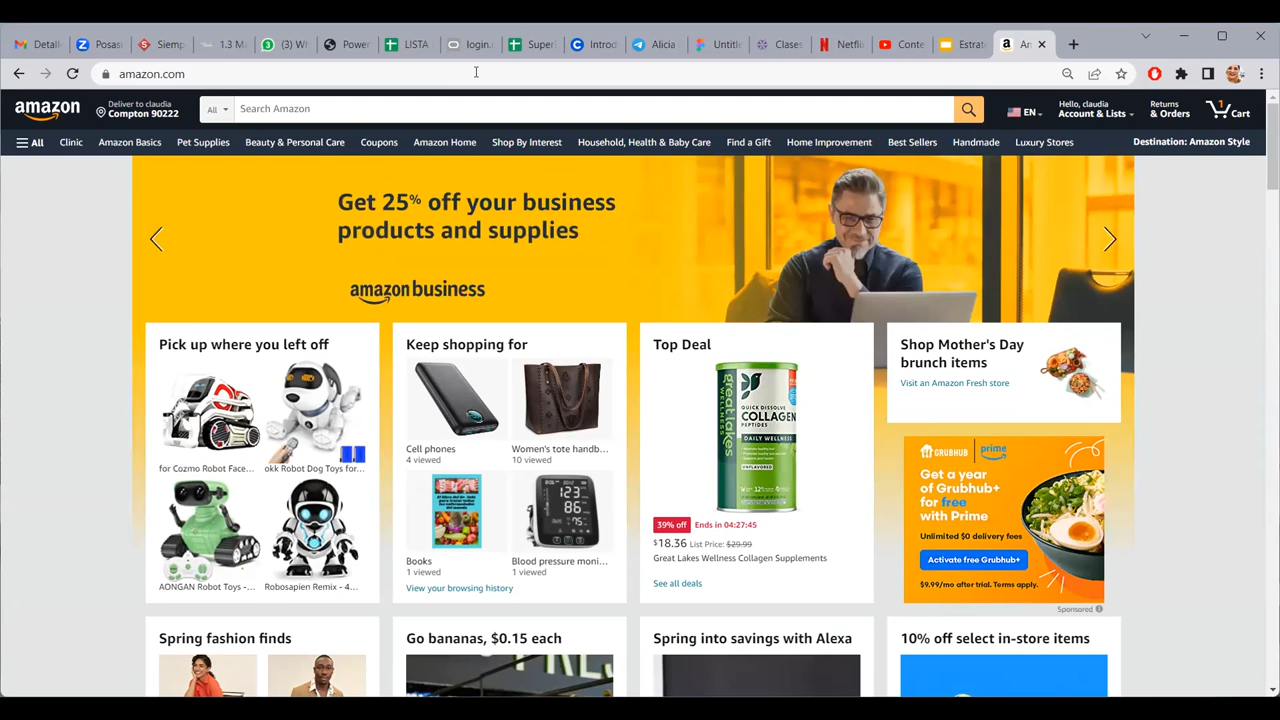 Detall
Posas
Siemp
1.3 M
(3) W
Power
LISTA
login.
Super
Introd
Alicia
Untitle
Clases
Netfli
Conte
Estrat
An
amazon.com
amazon
Deliver to claudia
Compton 90222
All
Search Amazon
EN
Hello, claudia
Account & Lists
Returns
& Orders
1
Cart
All
Clinic
Amazon Basics
Pet Supplies
Beauty & Personal Care
Coupons
Amazon Home
Shop By Interest
Household, Health & Baby Care
Find a Gift
Home Improvement
Best Sellers
Handmade
Luxury Stores
Destination: Amazon Style
Get 25% off your business
products and supplies
amazon business
Pick up where you left off
for Cozmo Robot Face...
okk Robot Dog Toys for...
AONGAN Robot Toys -...
Robosapien Remix - 4...
Keep shopping for
Cell phones
4 viewed
Women's tote handb...
10 viewed
Books
1 viewed
Blood pressure moni...
1 viewed
View your browsing history
Top Deal
great lakes
WELLNESS
QUICK DISSOLVE
COLLAGEN
PEPTIDES
DAILY WELLNESS
UNFLAVORED
39% off
Ends in 04:27:45
$18.36 List Price: $29.99
Great Lakes Wellness Collagen Supplements
See all deals
Shop Mother's Day
brunch items
Visit an Amazon Fresh store
GRUBHUB
prime
Get a year
of Grubhub+
for free
with Prime
Unlimited $0 delivery fees
Activate free Grubhub+
$9.99/mo after trial. Terms apply.
Sponsored
Spring fashion finds
Go bananas, $0.15 each
Spring into savings with Alexa
10% off select in-store items